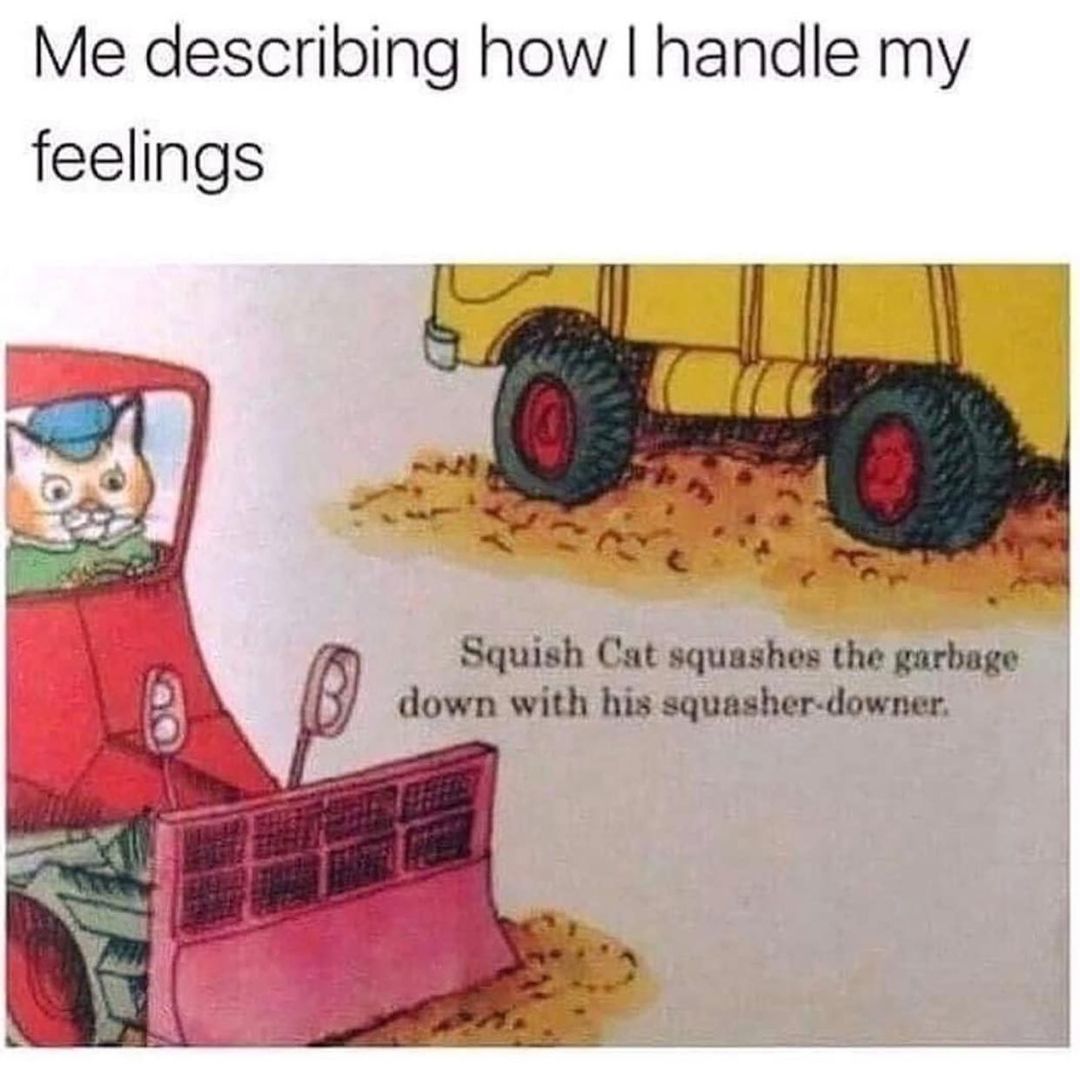 Me describing how I handle my
feelings
Squish Cat squashes the garbage
down with his squasher-downer.